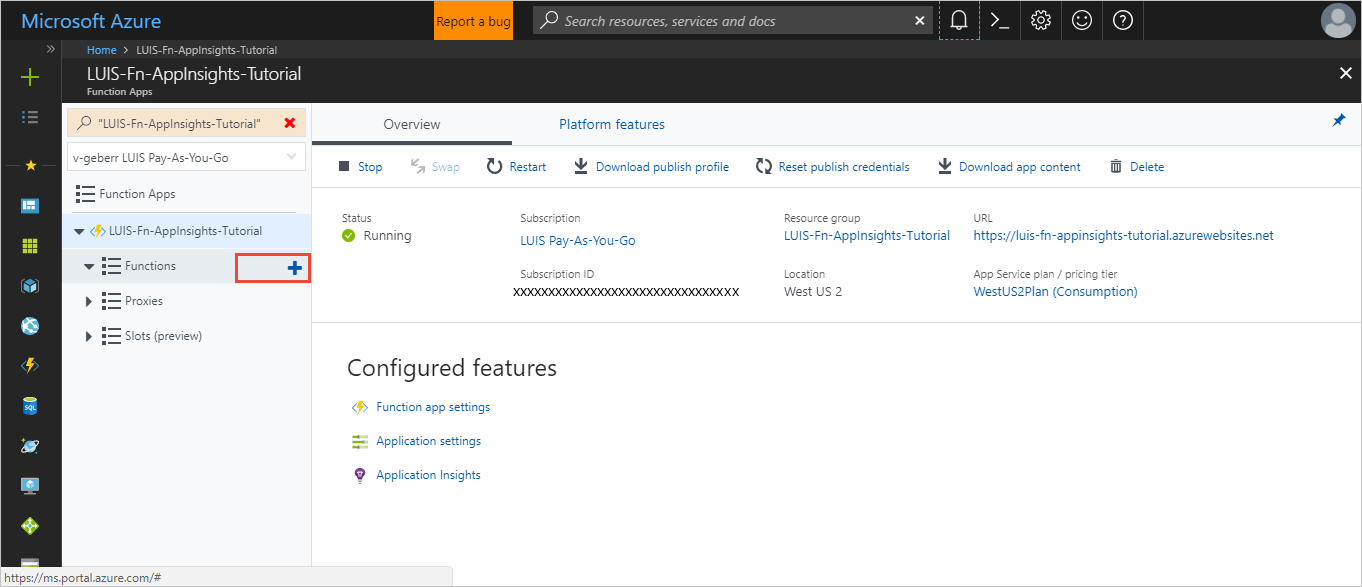 Microsoft Azure
Report a bug
Search resources, services and docs
Home > LUIS-Fn-AppInsights-Tutorial
LUIS-Fn-AppInsights-Tutorial
Function Apps
"LUIS-Fn-AppInsights-Tutorial"
v-geberr LUIS Pay-As-You-Go
Function Apps
LUIS-Fn-AppInsights-Tutorial
Functions
Proxies
Slots (preview)
Overview
Platform features
Stop
Swap
Restart
Download publish profile
Reset publish credentials
Download app content
Delete
Status
Running
Subscription
LUIS Pay-As-You-Go
Resource group
LUIS-Fn-AppInsights-Tutorial
URL
https://luis-fn-appinsights-tutorial.azurewebsites.net
Subscription ID
XXXXXXXXXXXXXXXXXXXXXXXXXXXXXXXX
Location
West US 2
App Service plan / pricing tier
WestUS2Plan (Consumption)
Configured features
Function app settings
Application settings
Application Insights
SQL
https://ms.portal.azure.com/#